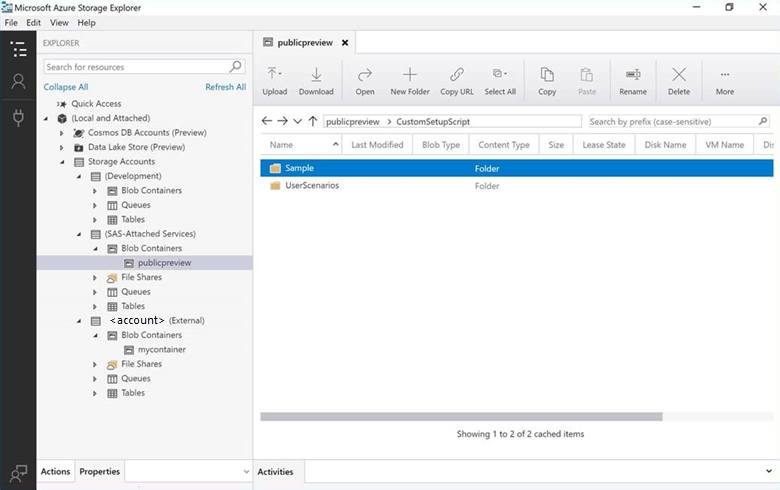 Microsoft Azure Storage Explorer
File Edit View Help
EXPLORER
Search for resources
Collapse All Refresh All
Quick Access
(Local and Attached)
Cosmos DB Accounts (Preview)
Data Lake Store (Preview)
Storage Accounts
(Development)
Blob Containers
Queues
Tables
(SAS-Attached Services)
Blob Containers
publicpreview
File Shares
Queues
Tables
<account> (External)
Blob Containers
mycontainer
File Shares
Queues
Tables
Actions Properties
publicpreview
Upload Download Open New Folder Copy URL Select All Copy Paste Rename Delete More
publicpreview CustomSetupScript Search by prefix (case-sensitive)
Name Last Modified Blob Type Content Type Size Lease State Disk Name VM Name Dis
Sample Folder
UserScenarios Folder
Showing 1 to 2 of 2 cached items
Activities